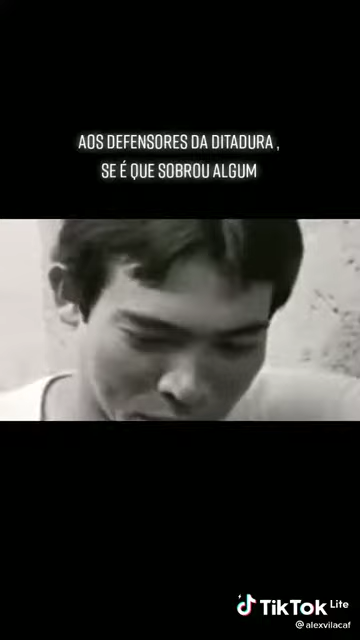 AOS DEFENSORES DA DITADURA ,
SE É QUE SOBROU ALGUM
TikTok Lite
@alexvilacaf